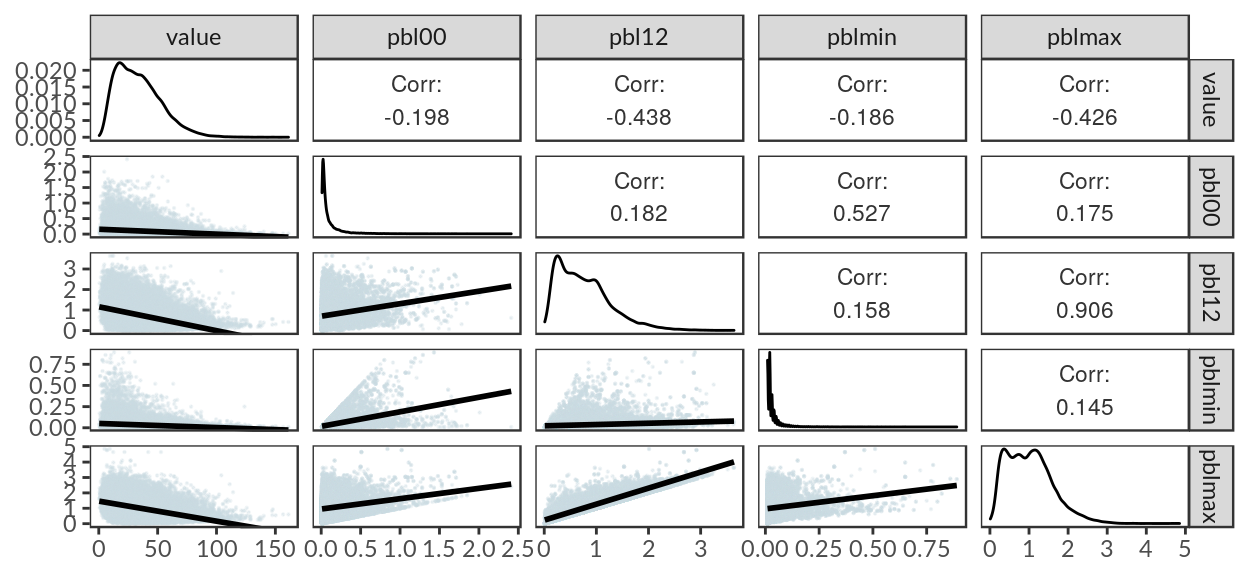 value pbl00 pbl12 pblmin pblmax
0.020
0.015
0.010
0.005
0.000
Corr: Corr: Corr: Corr:
-0.198 -0.438 -0.186 -0.426
value
2.5
2.0
1.5
1.0
0.5
0.0
Corr: Corr: Corr:
0.182 0.527 0.175
pbl00
3
2
1
0
Corr: Corr:
0.158 0.906
pbl12
0.75
0.50
0.25
0.00
Corr:
0.145
pblmin
5
4
3
2
1
0
pblmax
0 50 100 150 0.0 0.5 1.0 1.5 2.0 2.5 0 1 2 3 0.00 0.25 0.50 0.75 0 1 2 3 4 5